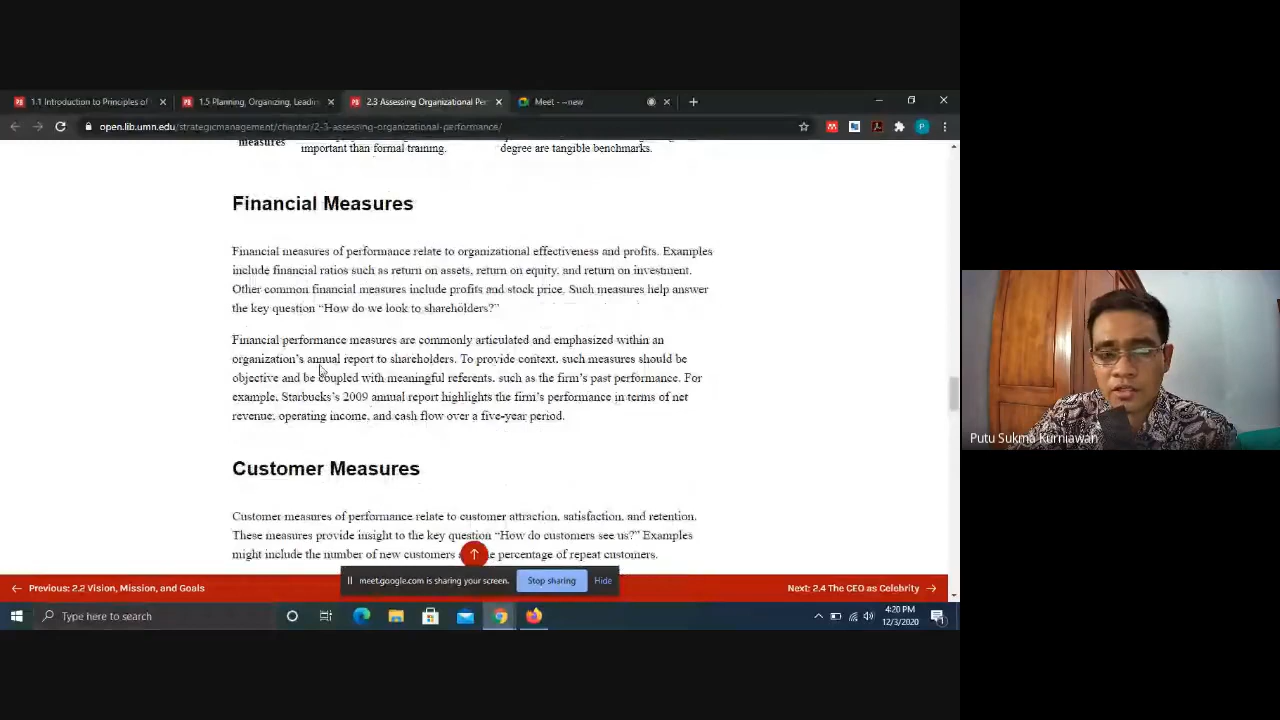 1.1 Introduction to Principles of
1.5 Planning, Organizing, Leadin
2.3 Assessing Organizational Per
Meet - --new
open.lib.umn.edu/strategicmanagement/chapter/2-3-assessing-organizational-performance/
measures
important than formal training.
degree are tangible benchmarks.
Financial Measures
Financial measures of performance relate to organizational effectiveness and profits. Examples
include financial ratios such as return on assets, return on equity, and return on investment.
Other common financial measures include profits and stock price. Such measures help answer
the key question “How do we look to shareholders?”
Financial performance measures are commonly articulated and emphasized within an
organization’s annual report to shareholders. To provide context, such measures should be
objective and be coupled with meaningful referents, such as the firm’s past performance. For
example, Starbucks’s 2009 annual report highlights the firm’s performance in terms of net
revenue, operating income, and cash flow over a five-year period.
Customer Measures
Customer measures of performance relate to customer attraction, satisfaction, and retention.
These measures provide insight to the key question “How do customers see us?” Examples
might include the number of new customers percentage of repeat customers.
meet.google.com is sharing your screen. Stop sharing Hide
Previous: 2.2 Vision, Mission, and Goals
Next: 2.4 The CEO as Celebrity
Type here to search
4:20 PM
12/3/2020
Putu Sukma Kurniawan